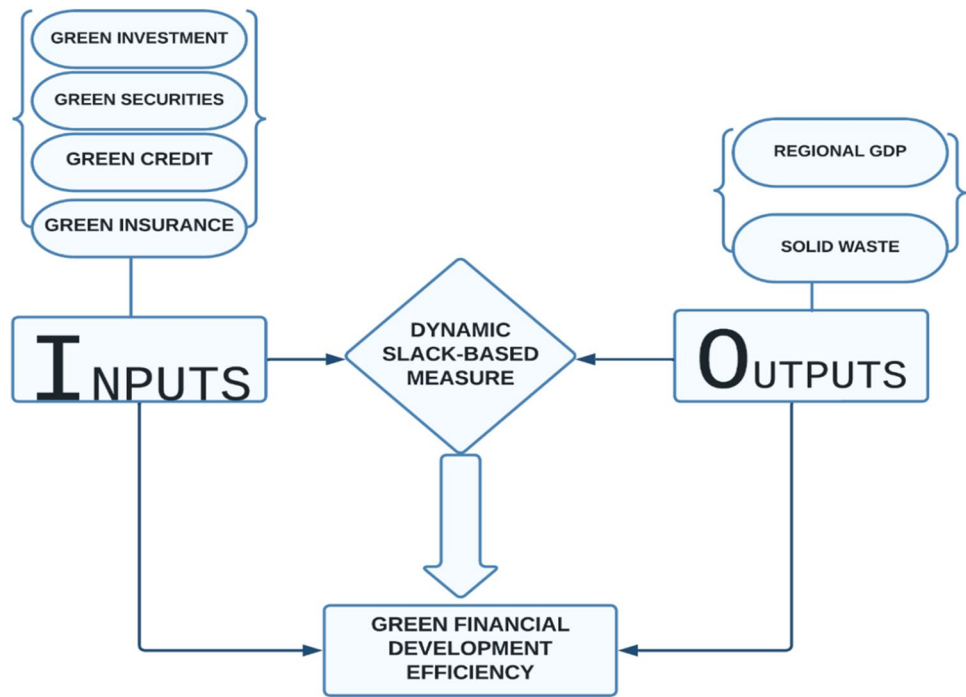 GREEN INVESTMENT
GREEN SECURITIES
GREEN CREDIT
GREEN INSURANCE
REGIONAL GDP
SOLID WASTE
INPUTS
DYNAMIC
SLACK-BASED
MEASURE
OUTPUTS
GREEN FINANCIAL
DEVELOPMENT
EFFICIENCY